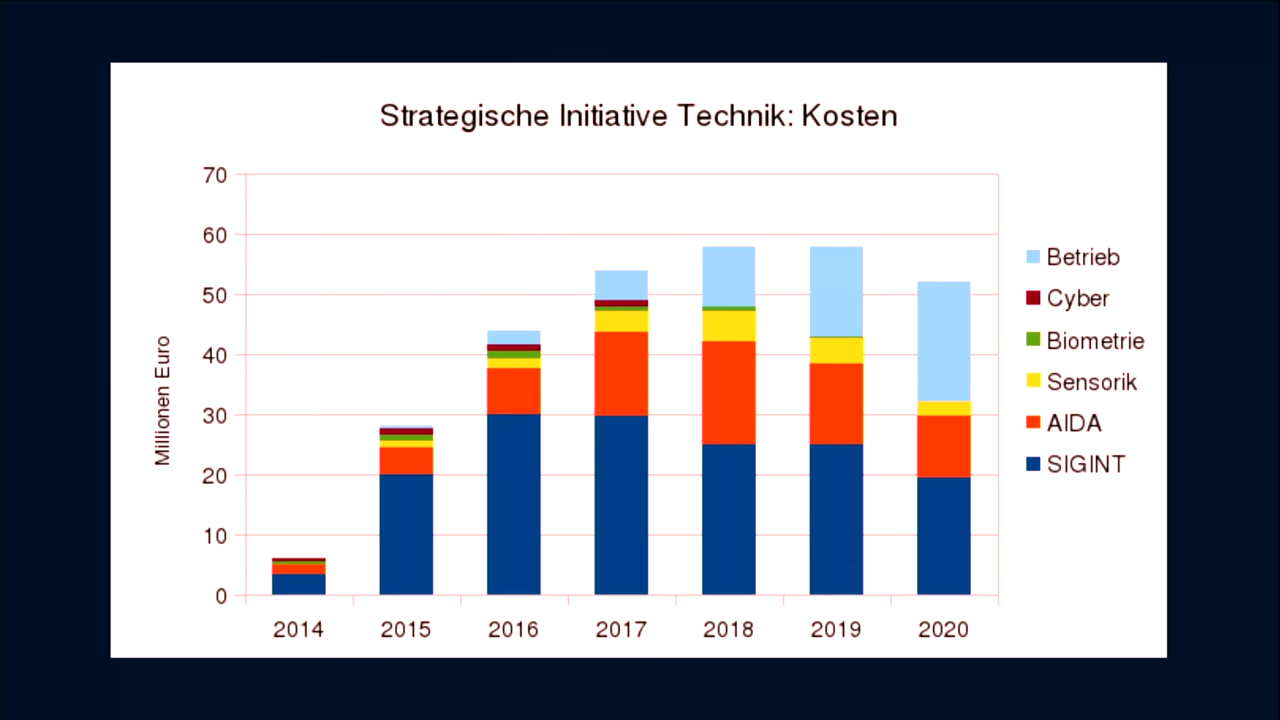 Strategische Initiative Technik: Kosten
70
60
50
40
30
20
10
0
Millionen Euro
2014 2015 2016 2017 2018 2019 2020
Betrieb
Cyber
Biometrie
Sensorik
AIDA
SIGINT